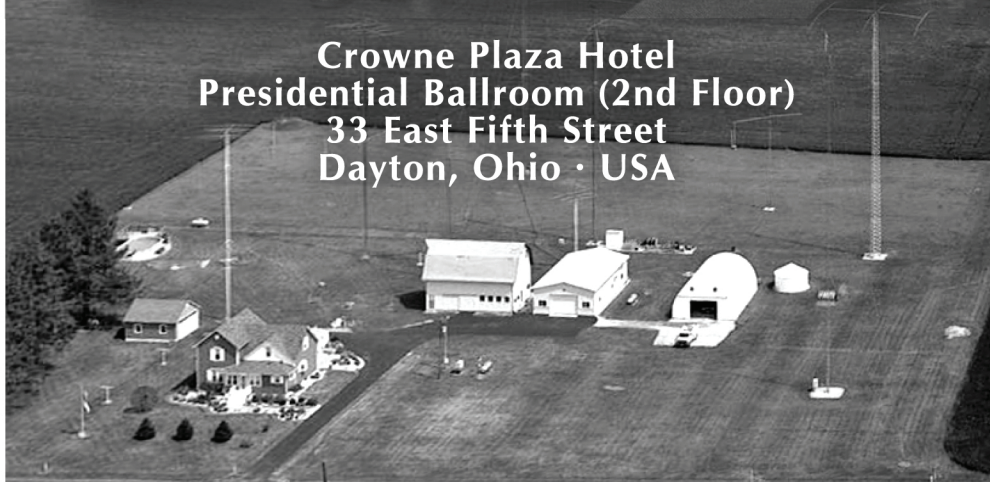 Crowne Plaza Hotel
Presidential Ballroom (2nd Floor)
33 East Fifth Street
Dayton, Ohio · USA